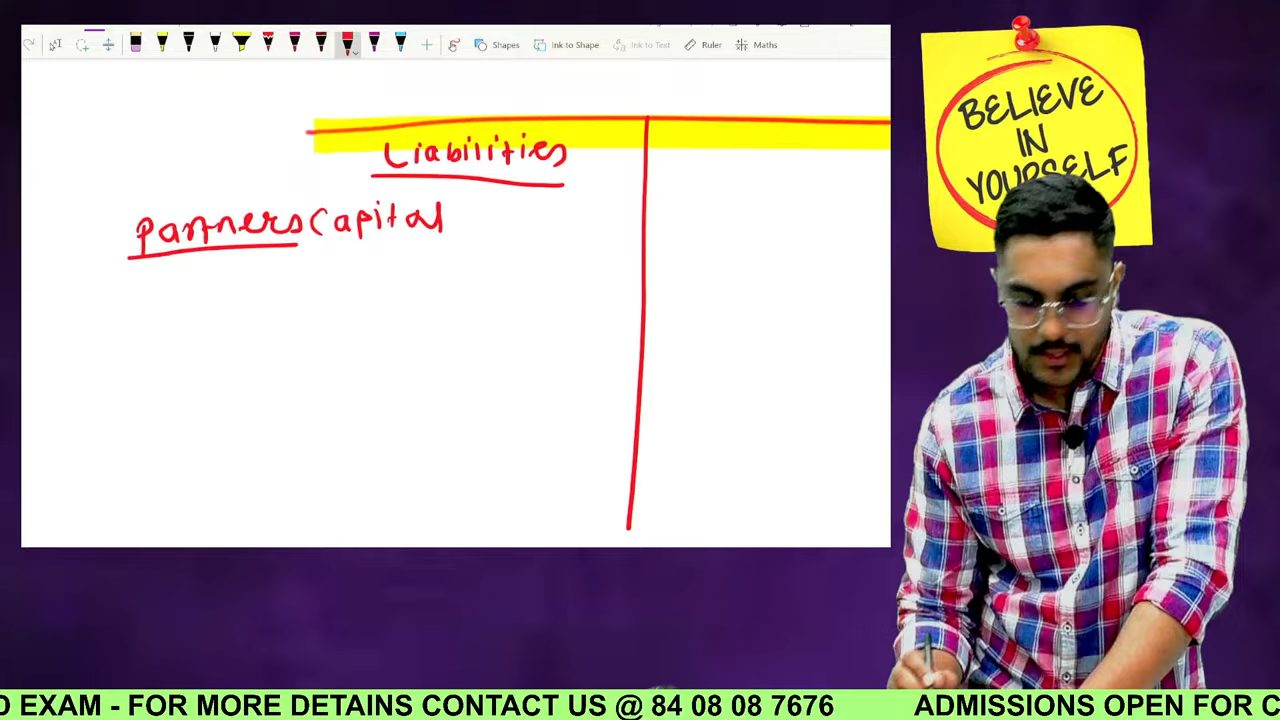 Shapes
Ink to Shape
Ink to Text
Ruler
Maths
Liabilities
Partners Capital
BELIEVE
IN
YOURSELF
D EXAM - FOR MORE DETAINS CONTACT US @ 84 08 08 7676 ADMISSIONS OPEN FOR C